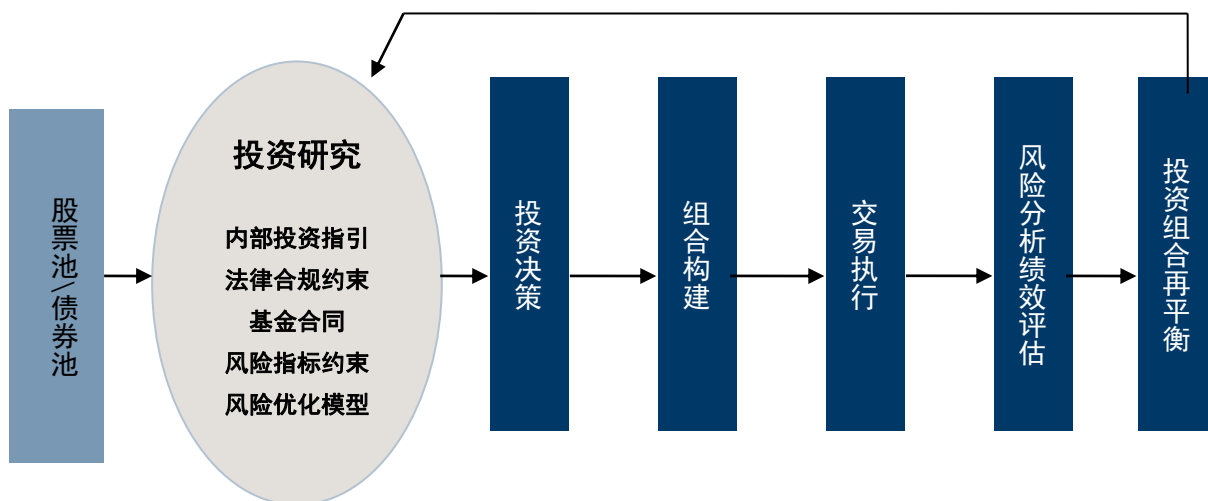 股票池/债券池
投资研究
内部投资指引
法律合规约束
基金合同
风险指标约束
风险优化模型
投资决策
组合构建
交易执行
风险分析绩效评估
投资组合再平衡